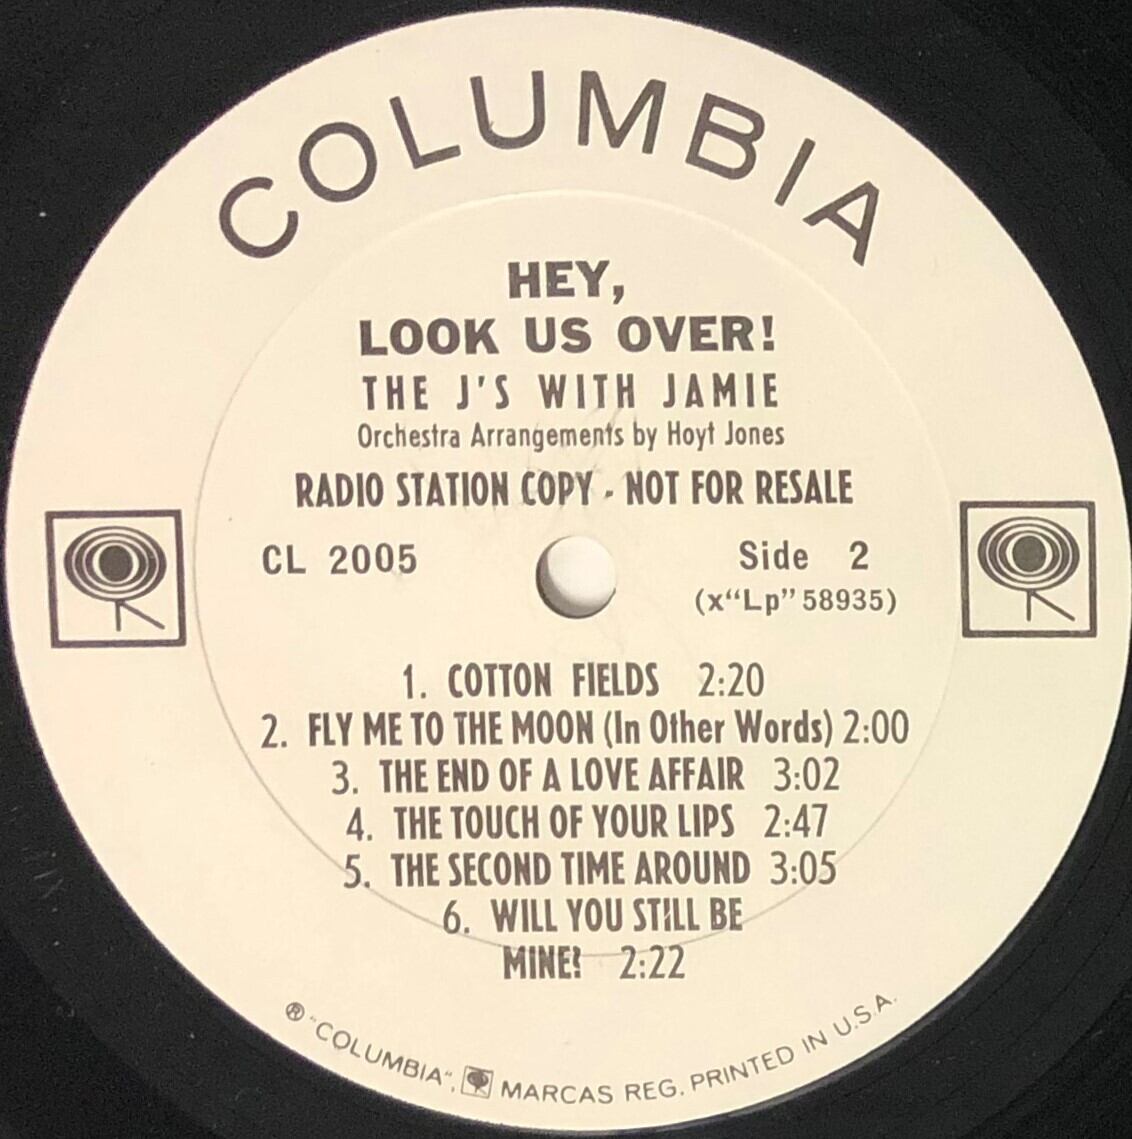 COLUMBIA
HEY,
LOOK US OVER!
THE J'S WITH JAMIE
Orchestra Arrangements by Hoyt Jones
RADIO STATION COPY - NOT FOR RESALE
CL 2005
Side 2
(x"Lp" 58935)
1. COTTON FIELDS 2:20
2. FLY ME TO THE MOON (In Other Words) 2:00
3. THE END OF A LOVE AFFAIR 3:02
4. THE TOUCH OF YOUR LIPS 2:47
5. THE SECOND TIME AROUND 3:05
6. WILL YOU STILL BE
MINE? 2:22
® "COLUMBIA", MARCAS REG. PRINTED IN U.S.A.